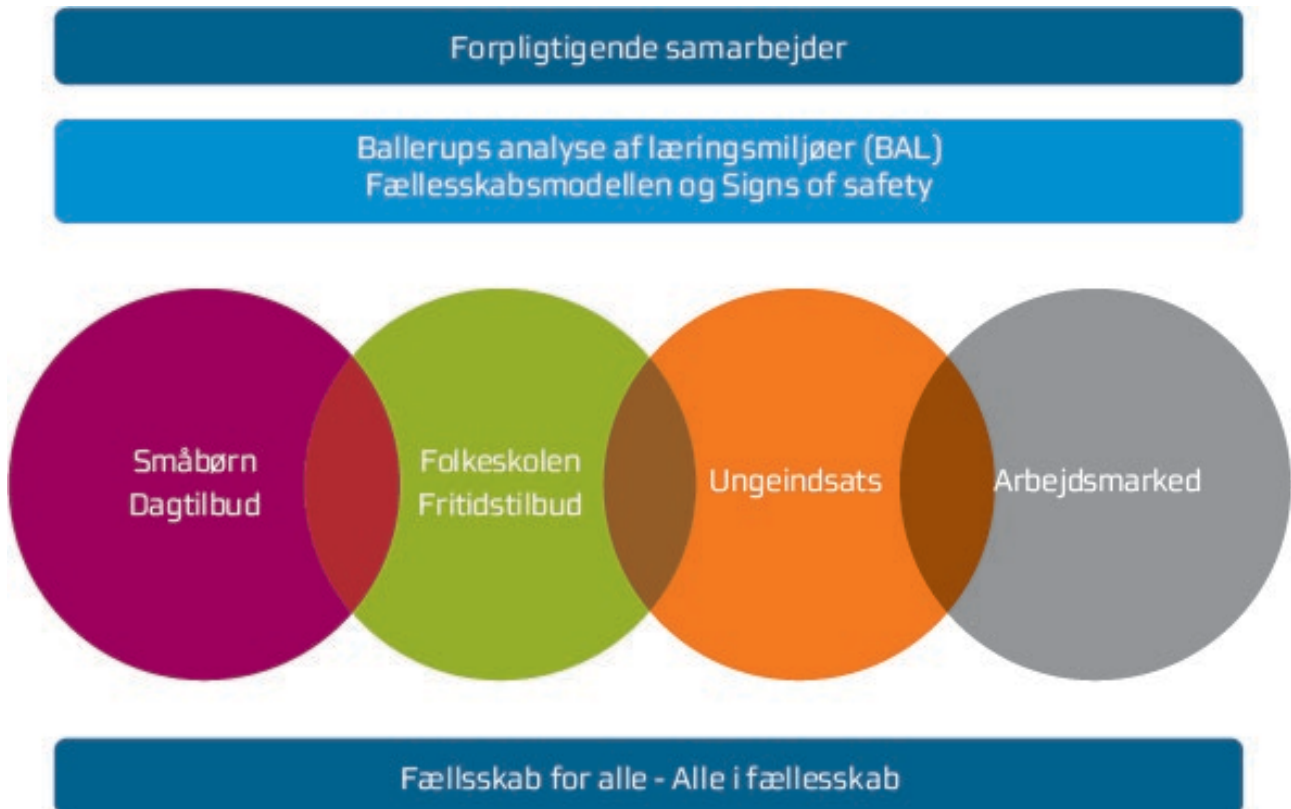 Forpligtigende samarbejder
Ballerups analyse af læringsmiljøer (BAL)
Fællesskabsmodellen og Signs of safety
Småbørn
Dagtilbud
Folkeskolen
Fritidstilbud
Ungeindsats
Arbejdsmarked
Fællsskab for alle - Alle i fællesskab